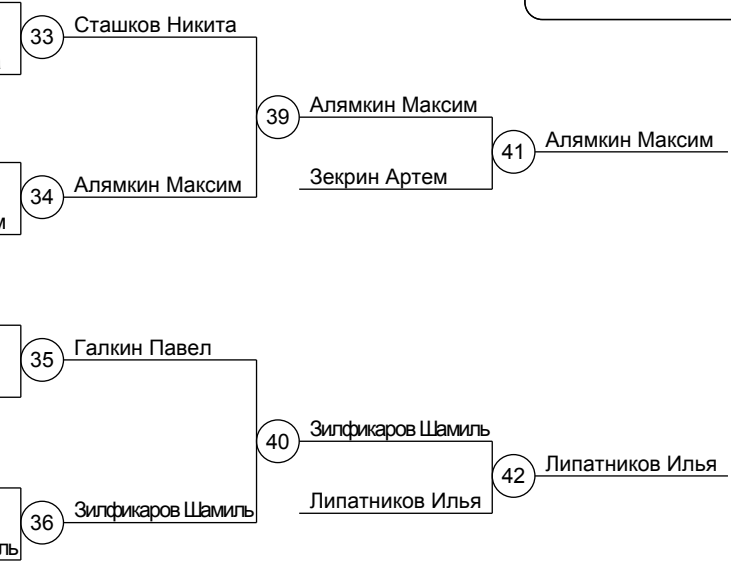 33 Сташков Никита
39 Алямкин Максим
41 Алямкин Максим
Зекрин Артем
34 Алямкин Максим
м
35 Галкин Павел
40 Зилфикаров Шамиль
42 Липатников Илья
Липатников Илья
36 Зилфикаров Шамиль
ль